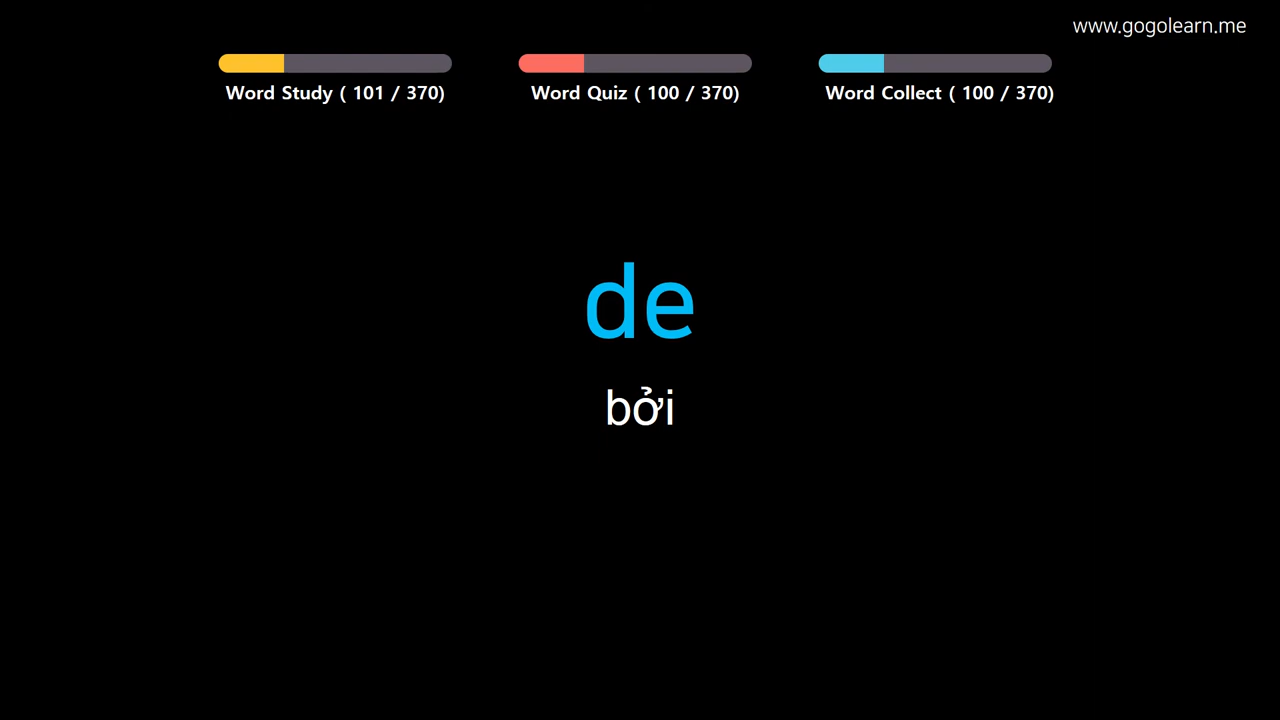 www.gogolearn.me
Word Study ( 101 / 370)
Word Quiz ( 100 / 370)
Word Collect ( 100 / 370)
de
bởi